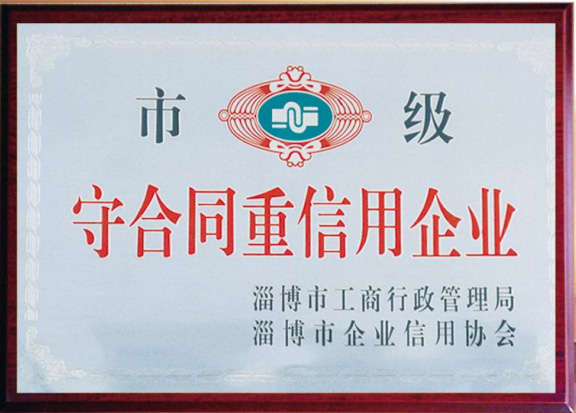 市 级
守合同重信用企业
淄博市工商行政管理局
淄博市企业信用协会